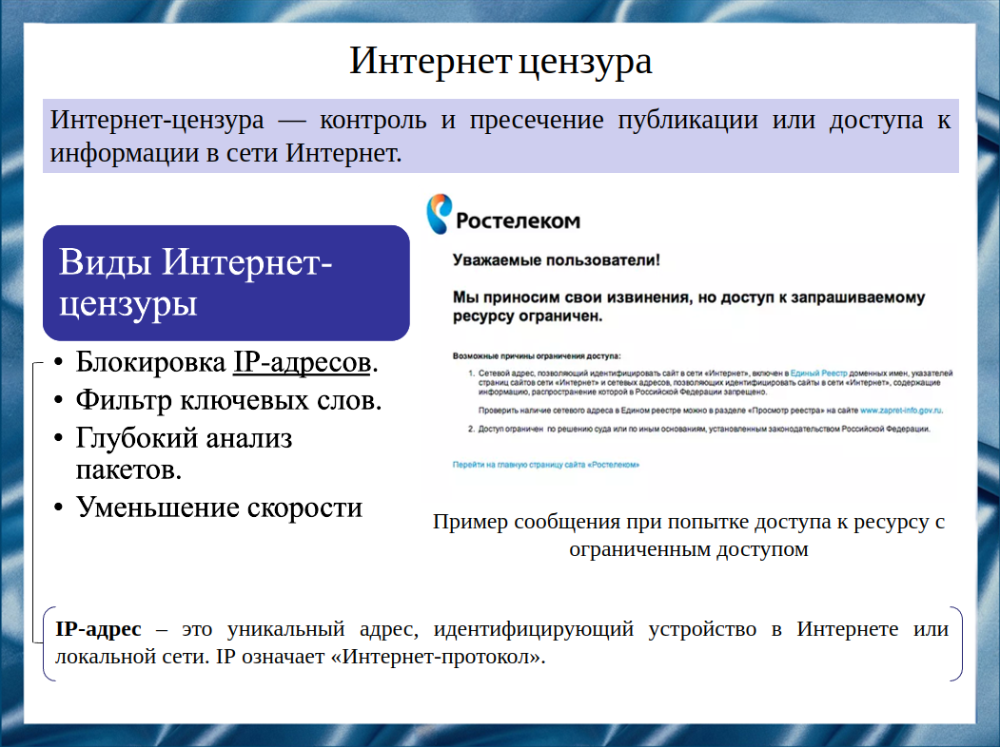 Интернет цензура
Интернет-цензура — контроль и пресечение публикации или доступа к
информации в сети Интернет.
Виды Интернет-
цензуры
• Блокировка IP-адресов.
• Фильтр ключевых слов.
• Глубокий анализ
пакетов.
• Уменьшение скорости
Ростелеком
Уважаемые пользователи!
Мы приносим свои извинения, но доступ к запрашиваемому
ресурсу ограничен.
Возможные причины ограничения доступа:
1. Сетевой адрес, позволяющий идентифицировать сайт в сети «Интернет», включен в Единый Реестр доменных имен, указателей
страниц сайтов сети «Интернет» и сетевых адресов, позволяющих идентифицировать сайты в сети «Интернет», содержащие
информацию, распространение которой в Российской Федерации запрещено.
Проверить наличие сетевого адреса в Едином реестре можно в разделе «Просмотр реестра» на сайте www.zapret-info.gov.ru.
2. Доступ ограничен по решению суда или по иным основаниям, установленным законодательством Российской Федерации.
Перейти на главную страницу сайта «Ростелеком»
Пример сообщения при попытке доступа к ресурсу с
ограниченным доступом
IP-адрес – это уникальный адрес, идентифицирующий устройство в Интернете или
локальной сети. IP означает «Интернет-протокол».